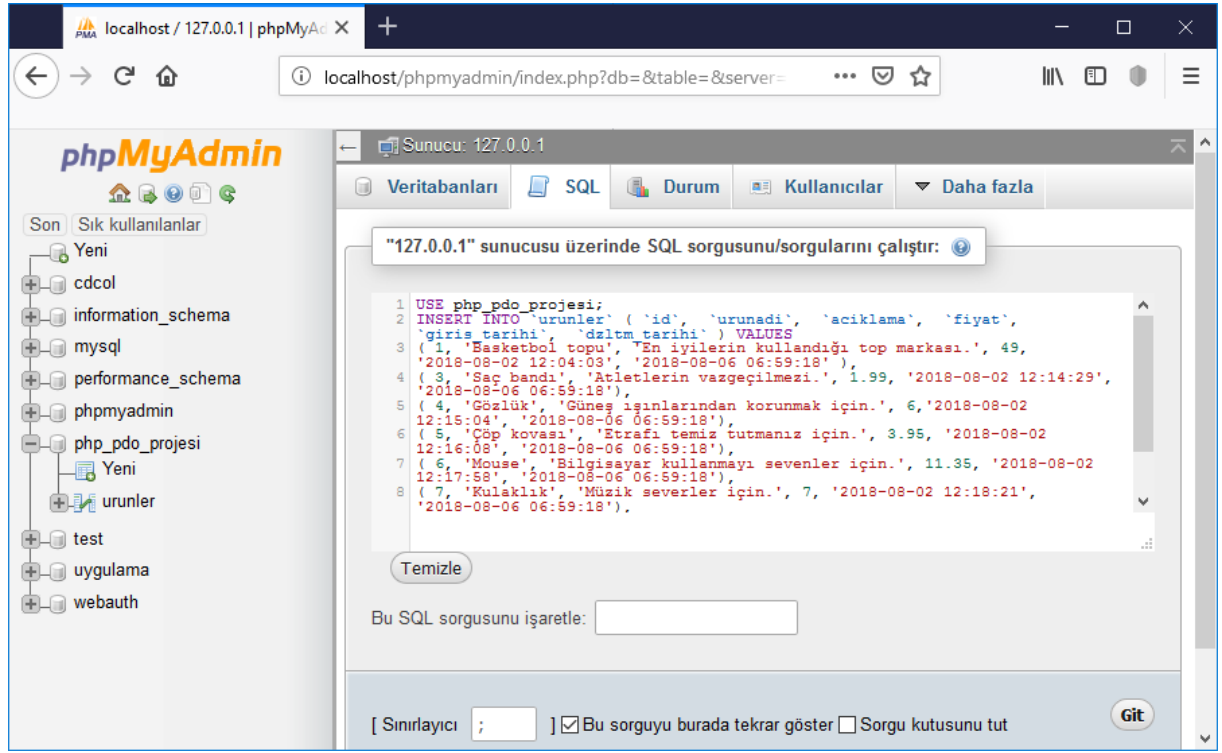 PMA localhost / 127.0.0.1 | phpMyAd
localhost/phpmyadmin/index.php?db=&table=&server=
phpMyAdmin
Son Sık kullanılanlar
Yeni
cdcol
information_schema
mysql
performance_schema
phpmyadmin
php_pdo_projesi
Yeni
urunler
test
uygulama
webauth
Sunucu: 127.0.0.1
Veritabanları SQL Durum Kullanıcılar Daha fazla
"127.0.0.1" sunucusu üzerinde SQL sorgusunu/sorgularını çalıştır:
1 USE php_pdo_projesi;
2 INSERT INTO `urunler` ( `id`, `urunadi`, `aciklama`, `fiyat`,
`giris_tarihi`, `dzltm_tarihi` ) VALUES
3 ( 1, 'Basketbol topu', 'En iyilerin kullandığı top markası.', 49,
'2018-08-02 12:04:03', '2018-08-06 06:59:18' ),
4 ( 3, 'Saç bandı', 'Atletlerin vazgeçilmezi.', 1.99, '2018-08-02 12:14:29',
'2018-08-06 06:59:18'),
5 ( 4, 'Gözlük', 'Güneş ışınlarından korunmak için.', 6,'2018-08-02
12:15:04', '2018-08-06 06:59:18'),
6 ( 5, 'Çöp kovası', 'Etrafı temiz tutmanız için.', 3.95, '2018-08-02
12:16:08', '2018-08-06 06:59:18'),
7 ( 6, 'Mouse', 'Bilgisayar kullanmayı sevenler için.', 11.35, '2018-08-02
12:17:58', '2018-08-06 06:59:18'),
8 ( 7, 'Kulaklık', 'Müzik severler için.', 7, '2018-08-02 12:18:21',
'2018-08-06 06:59:18'),
Temizle
Bu SQL sorgusunu işaretle:
[ Sınırlayıcı ; ] Bu sorguyu burada tekrar göster Sorgu kutusunu tut
Git